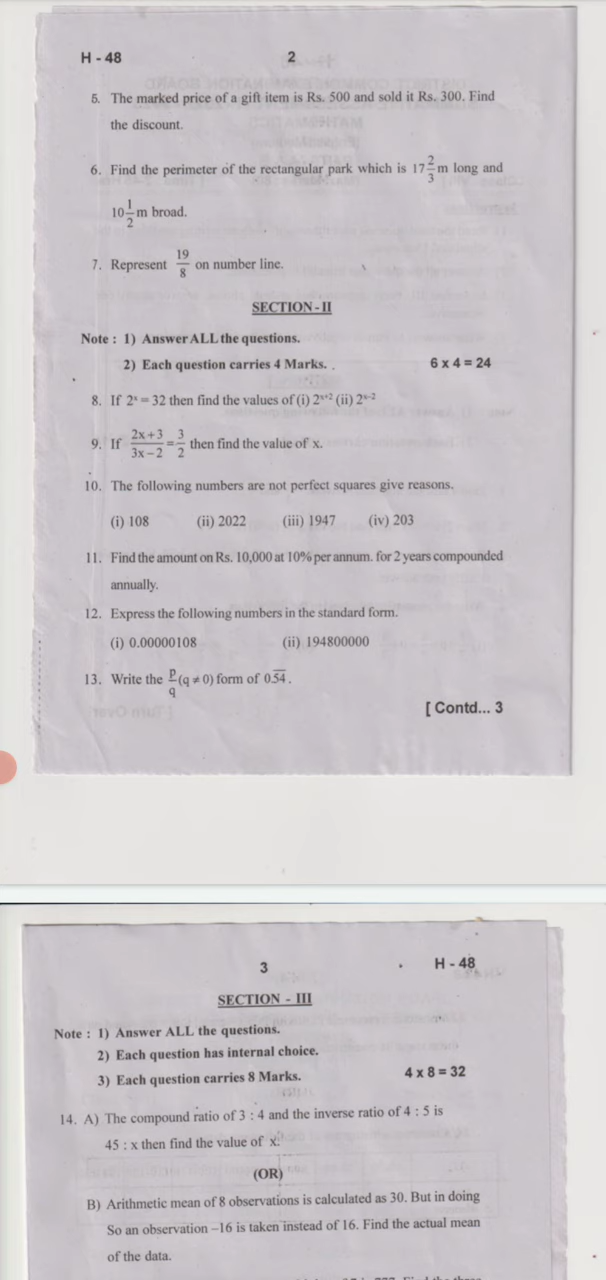 H - 48
2
5. The marked price of a gift item is Rs. 500 and sold it Rs. 300. Find
the discount.
6. Find the perimeter of the rectangular park which is 17 2/3 m long and
10 1/2 m broad.
7. Represent 19/8 on number line.
SECTION - II
Note : 1) Answer ALL the questions.
2) Each question carries 4 Marks. . 6 x 4 = 24
8. If 2ˣ = 32 then find the values of (i) 2ˣ⁺² (ii) 2ˣ⁻²
9. If (2x+3)/(3x−2) = 3/2 then find the value of x.
10. The following numbers are not perfect squares give reasons.
(i) 108 (ii) 2022 (iii) 1947 (iv) 203
11. Find the amount on Rs. 10,000 at 10% per annum. for 2 years compounded
annually.
12. Express the following numbers in the standard form.
(i) 0.00000108 (ii) 194800000
13. Write the p/q (q ≠ 0) form of 0.5̅4̅.
[ Contd... 3
3
H - 48
SECTION - III
Note : 1) Answer ALL the questions.
2) Each question has internal choice.
3) Each question carries 8 Marks. 4 x 8 = 32
14. A) The compound ratio of 3 : 4 and the inverse ratio of 4 : 5 is
45 : x then find the value of x.
(OR)
B) Arithmetic mean of 8 observations is calculated as 30. But in doing
So an observation −16 is taken instead of 16. Find the actual mean
of the data.